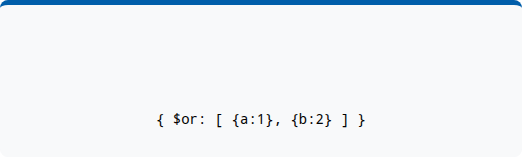 { $or: [ {a:1}, {b:2} ] }